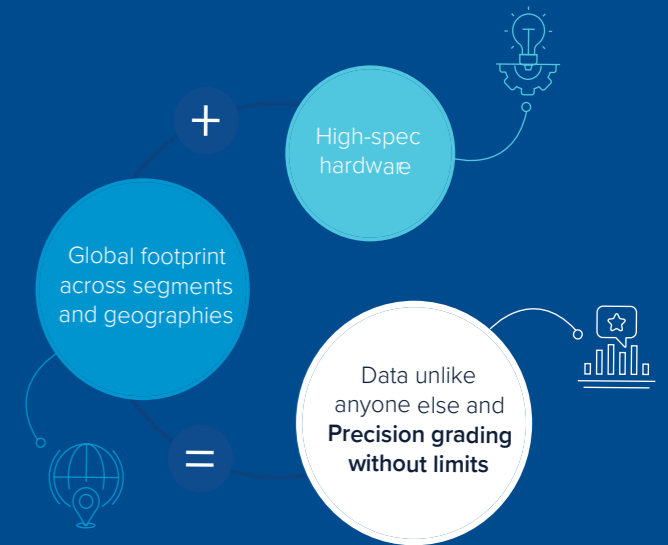 +
High-spec
hardware
Global footprint
across segments
and geographies
=
Data unlike
anyone else and
Precision grading
without limits